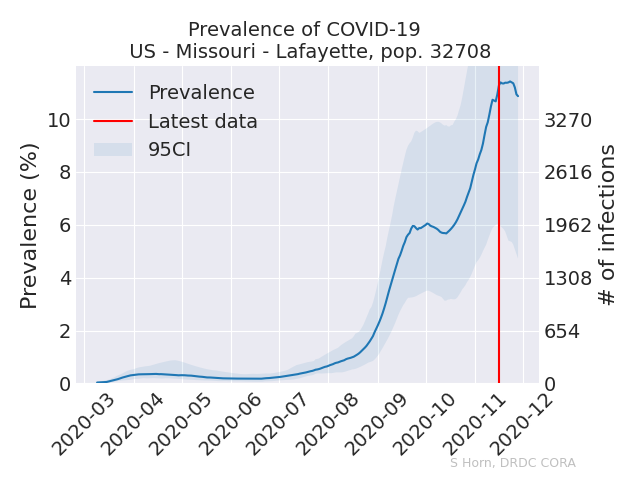 Prevalence of COVID-19
US - Missouri - Lafayette, pop. 32708
Prevalence
Latest data
95CI
Prevalence (%)
10
8
6
4
2
0
3270
2616
1962
1308
654
0
# of infections
2020-03
2020-04
2020-05
2020-06
2020-07
2020-08
2020-09
2020-10
2020-11
2020-12
S Horn, DRDC CORA